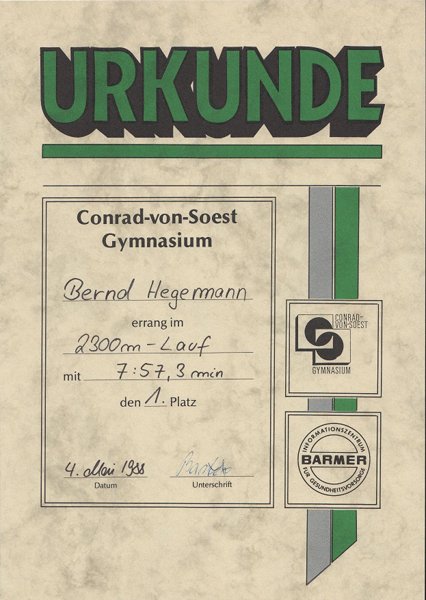 URKUNDE
Conrad-von-Soest
Gymnasium
Bernd Hegemann
errang im
2300m-Lauf
mit 7:57,3 min
den 1. Platz
4. Mai 1988
Datum Unterschrift
CONRAD-
VON-SOEST
GYMNASIUM
INFORMATIONSZENTRUM
BARMER
FÜR GESUNDHEITSVORSORGE